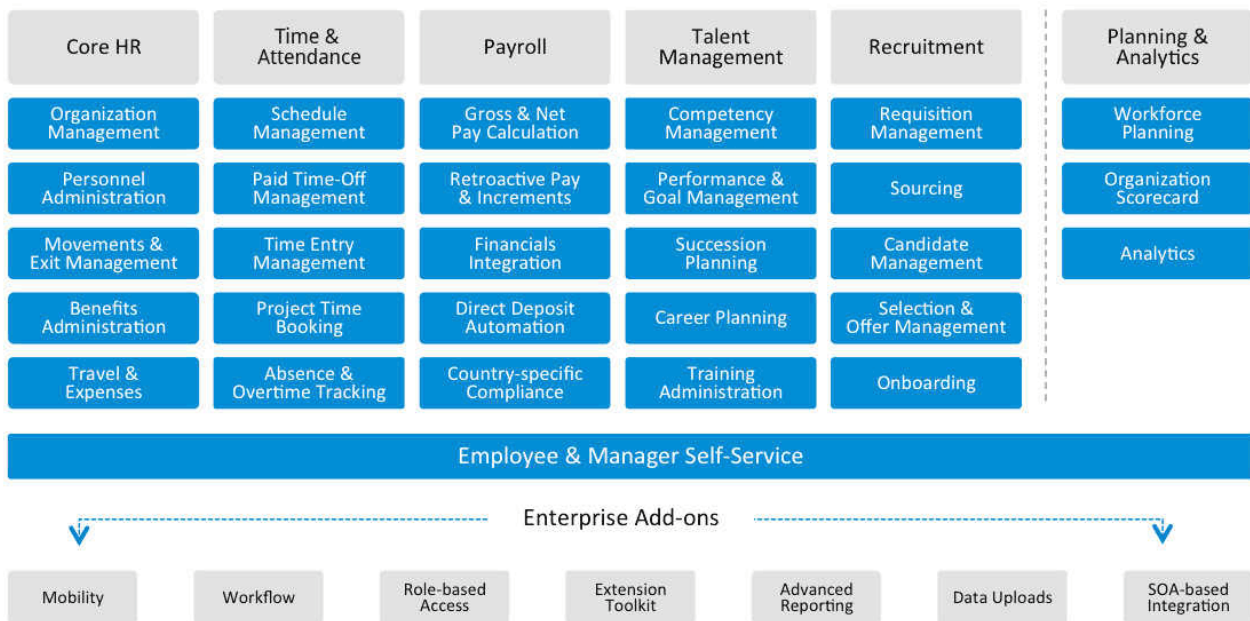 Core HR
Time &
Attendance
Payroll
Talent
Management
Recruitment
Planning &
Analytics
Organization
Management
Schedule
Management
Gross & Net
Pay Calculation
Competency
Management
Requisition
Management
Workforce
Planning
Personnel
Administration
Paid Time-Off
Management
Retroactive Pay
& Increments
Performance &
Goal Management
Sourcing
Organization
Scorecard
Movements &
Exit Management
Time Entry
Management
Financials
Integration
Succession
Planning
Candidate
Management
Analytics
Benefits
Administration
Project Time
Booking
Direct Deposit
Automation
Career Planning
Selection &
Offer Management
Travel &
Expenses
Absence &
Overtime Tracking
Country-specific
Compliance
Training
Administration
Onboarding
Employee & Manager Self-Service
Enterprise Add-ons
Mobility
Workflow
Role-based
Access
Extension
Toolkit
Advanced
Reporting
Data Uploads
SOA-based
Integration